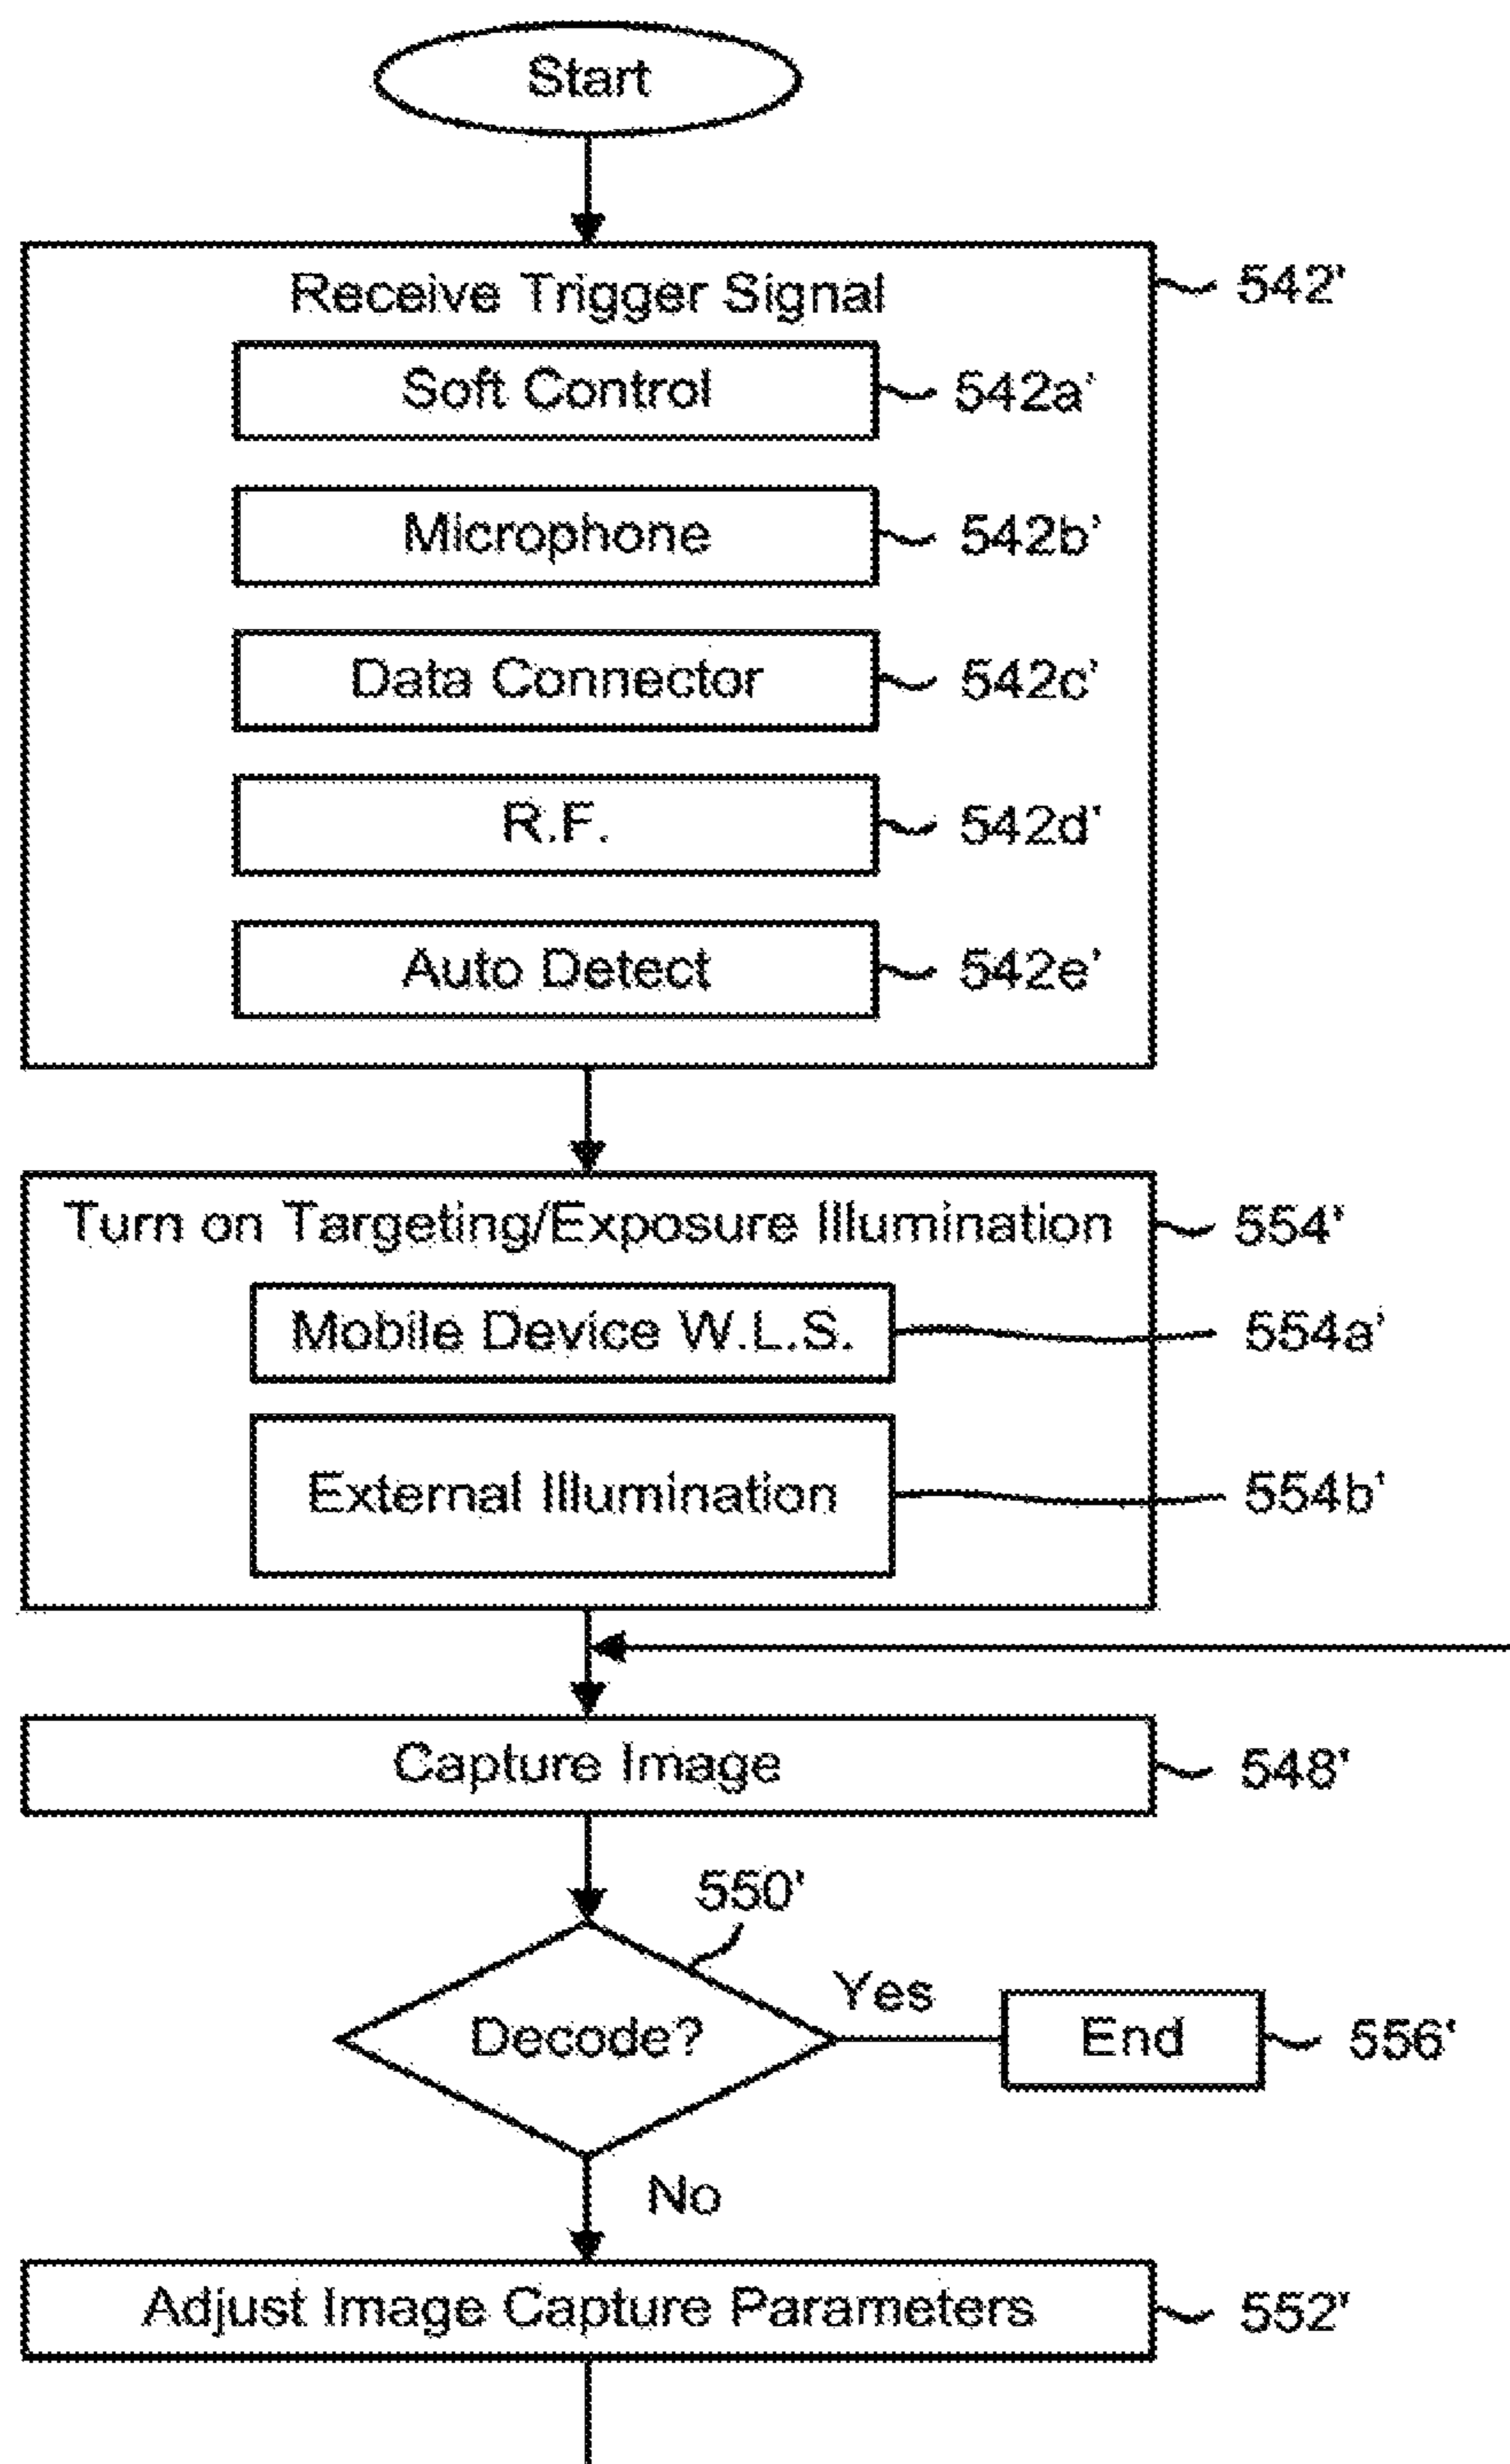 Start
Receive Trigger Signal
542'
Soft Control
542a'
Microphone
542b'
Data Connector
542c'
R.F.
542d'
Auto Detect
542e'
Turn on Targeting/Exposure Illumination
554'
Mobile Device W.L.S.
554a'
External Illumination
554b'
Capture Image
548'
550'
Decode?
Yes
End
556'
No
Adjust Image Capture Parameters
552'